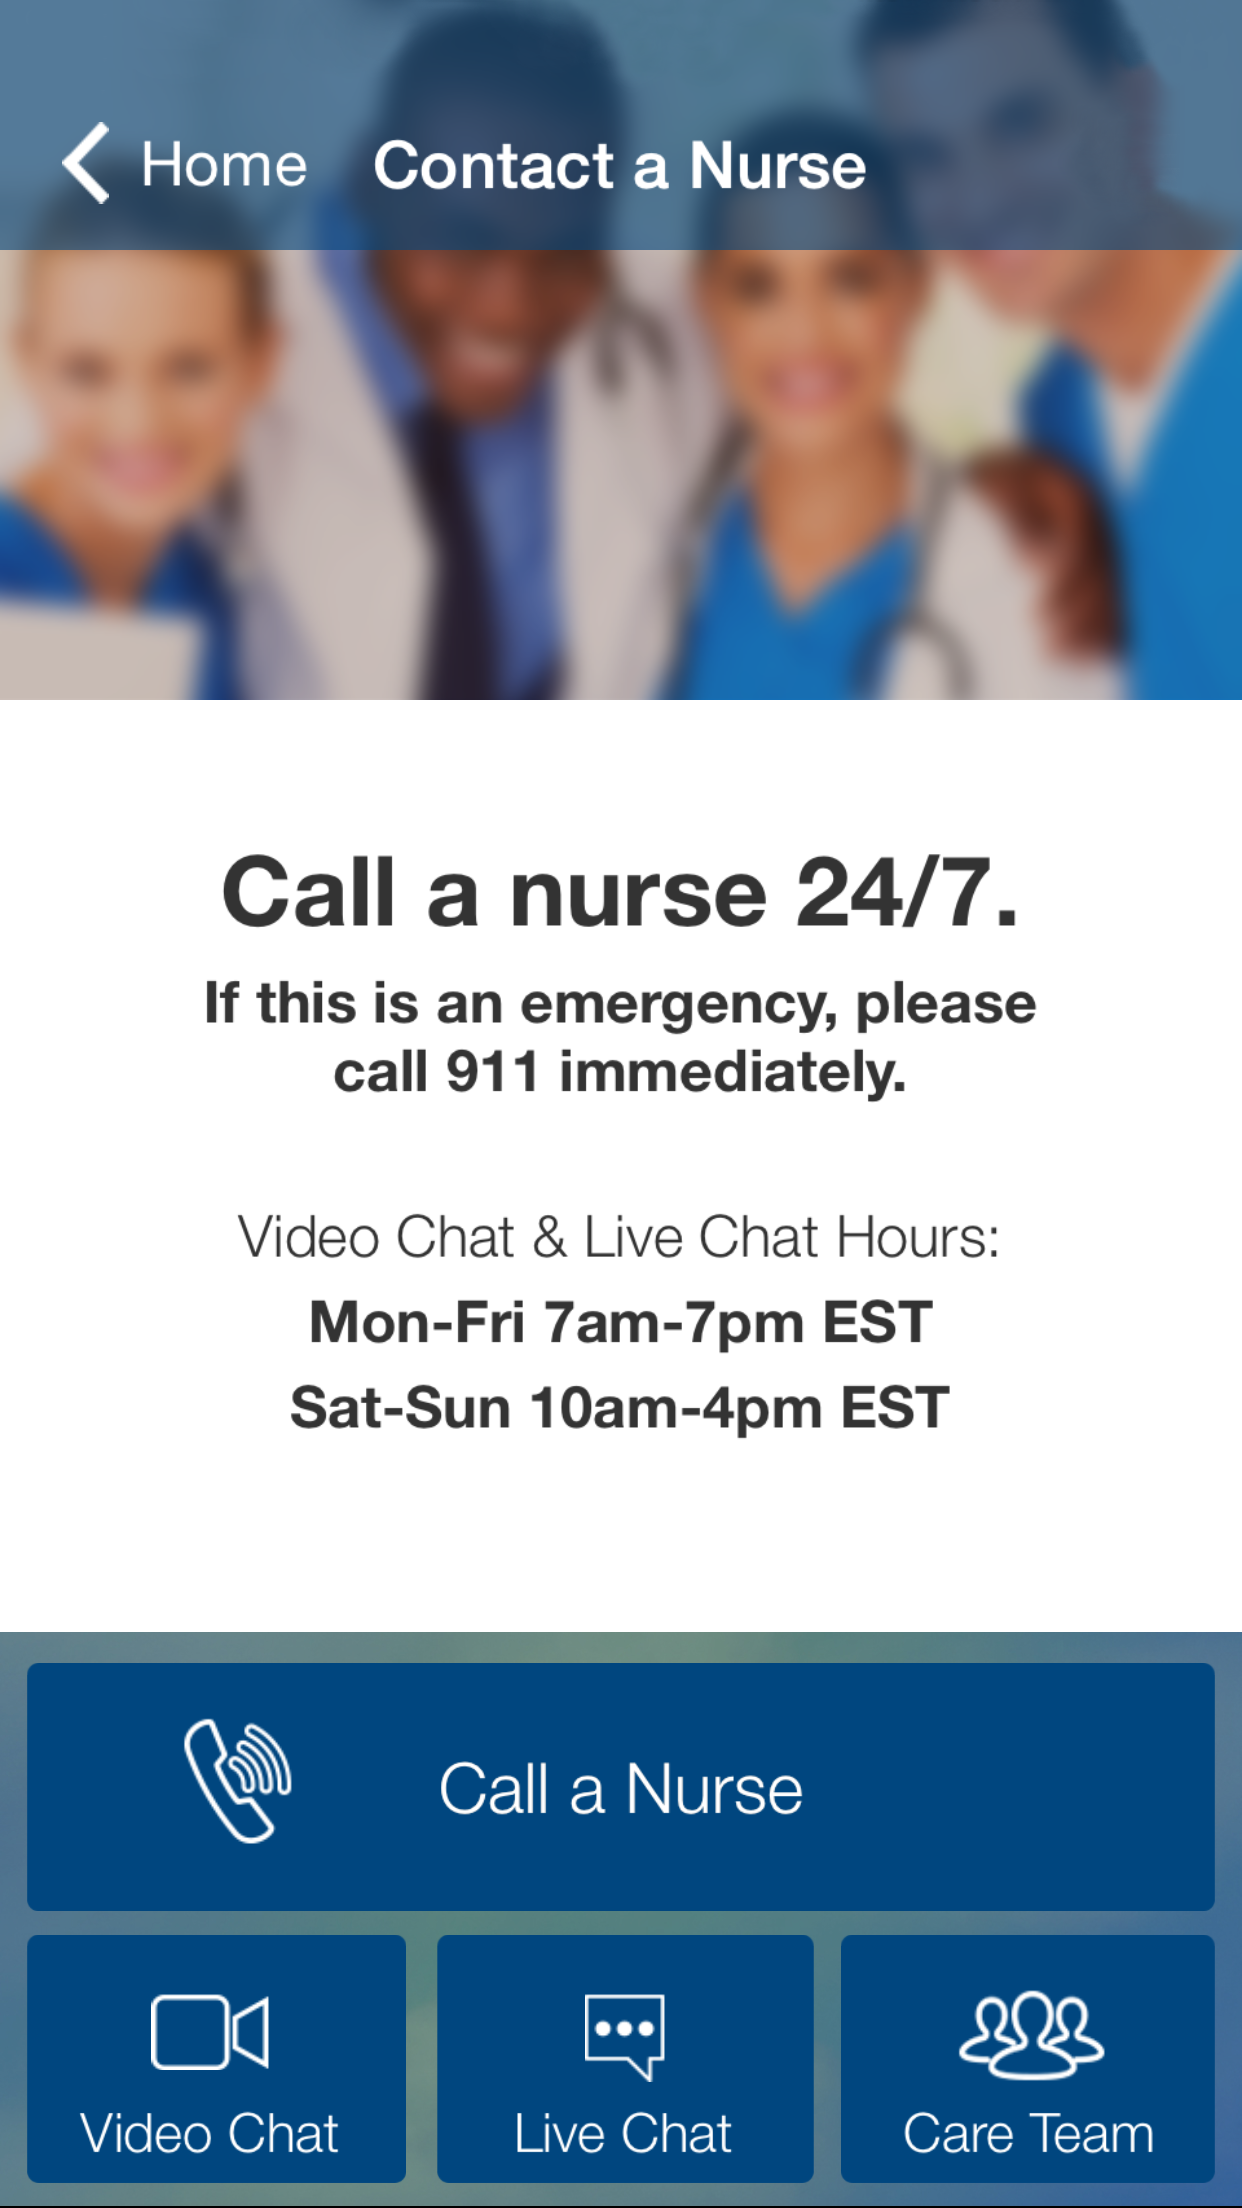 Home
Contact a Nurse
Call a nurse 24/7.
If this is an emergency, please
call 911 immediately.
Video Chat & Live Chat Hours:
Mon-Fri 7am-7pm EST
Sat-Sun 10am-4pm EST
Call a Nurse
Video Chat
Live Chat
Care Team